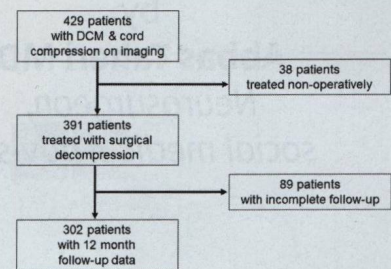 429 patients
with DCM & cord
compression on imaging
38 patients
treated non-operatively
391 patients
treated with surgical
decompression
89 patients
with incomplete follow-up
302 patients
with 12 month
follow-up data